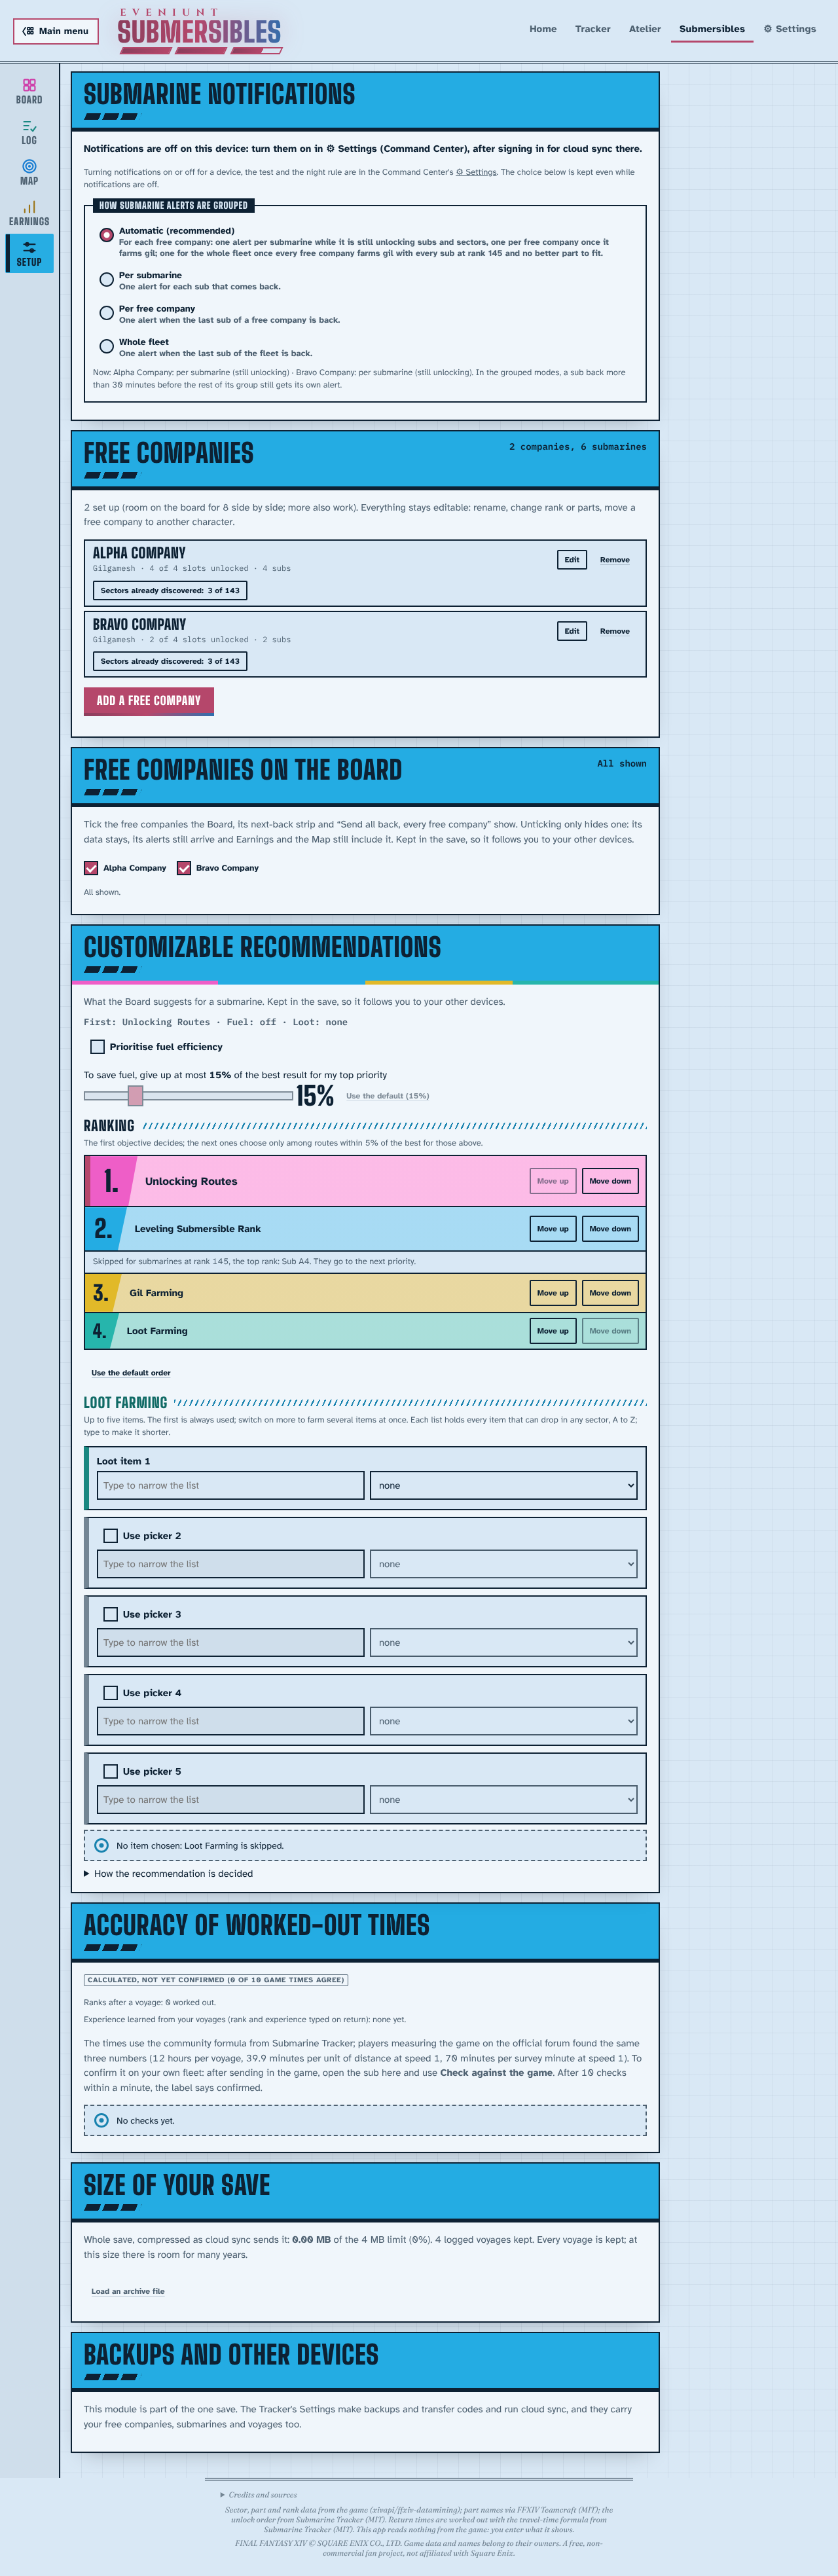 Main menu
EVENIUNT
SUBMERSIBLES
Home
Tracker
Atelier
Submersibles
⚙ Settings
BOARD
LOG
MAP
EARNINGS
SETUP
SUBMARINE NOTIFICATIONS
Notifications are off on this device: turn them on in ⚙ Settings (Command Center), after signing in for cloud sync there.
Turning notifications on or off for a device, the test and the night rule are in the Command Center's ⚙ Settings. The choice below is kept even while
notifications are off.
HOW SUBMARINE ALERTS ARE GROUPED
Automatic (recommended)
For each free company: one alert per submarine while it is still unlocking subs and sectors, one per free company once it
farms gil; one for the whole fleet once every free company farms gil with every sub at rank 145 and no better part to fit.
Per submarine
One alert for each sub that comes back.
Per free company
One alert when the last sub of a free company is back.
Whole fleet
One alert when the last sub of the fleet is back.
Now: Alpha Company: per submarine (still unlocking) · Bravo Company: per submarine (still unlocking). In the grouped modes, a sub back more
than 30 minutes before the rest of its group still gets its own alert.
FREE COMPANIES
2 companies, 6 submarines
2 set up (room on the board for 8 side by side; more also work). Everything stays editable: rename, change rank or parts, move a
free company to another character.
ALPHA COMPANY
Gilgamesh · 4 of 4 slots unlocked · 4 subs
Edit
Remove
Sectors already discovered: 3 of 143
BRAVO COMPANY
Gilgamesh · 2 of 4 slots unlocked · 2 subs
Edit
Remove
Sectors already discovered: 3 of 143
ADD A FREE COMPANY
FREE COMPANIES ON THE BOARD
All shown
Tick the free companies the Board, its next-back strip and “Send all back, every free company” show. Unticking only hides one: its
data stays, its alerts still arrive and Earnings and the Map still include it. Kept in the save, so it follows you to your other devices.
Alpha Company
Bravo Company
All shown.
CUSTOMIZABLE RECOMMENDATIONS
What the Board suggests for a submarine. Kept in the save, so it follows you to your other devices.
First: Unlocking Routes · Fuel: off · Loot: none
Prioritise fuel efficiency
To save fuel, give up at most 15% of the best result for my top priority
15%
Use the default (15%)
RANKING
The first objective decides; the next ones choose only among routes within 5% of the best for those above.
1.
Unlocking Routes
Move up
Move down
2.
Leveling Submersible Rank
Move up
Move down
Skipped for submarines at rank 145, the top rank: Sub A4. They go to the next priority.
3.
Gil Farming
Move up
Move down
4.
Loot Farming
Move up
Move down
Use the default order
LOOT FARMING
Up to five items. The first is always used; switch on more to farm several items at once. Each list holds every item that can drop in any sector, A to Z;
type to make it shorter.
Loot item 1
Type to narrow the list
none
Use picker 2
Type to narrow the list
none
Use picker 3
Type to narrow the list
none
Use picker 4
Type to narrow the list
none
Use picker 5
Type to narrow the list
none
No item chosen: Loot Farming is skipped.
How the recommendation is decided
ACCURACY OF WORKED-OUT TIMES
CALCULATED, NOT YET CONFIRMED (0 OF 10 GAME TIMES AGREE)
Ranks after a voyage: 0 worked out.
Experience learned from your voyages (rank and experience typed on return): none yet.
The times use the community formula from Submarine Tracker; players measuring the game on the official forum found the same
three numbers (12 hours per voyage, 39.9 minutes per unit of distance at speed 1, 70 minutes per survey minute at speed 1). To
confirm it on your own fleet: after sending in the game, open the sub here and use Check against the game. After 10 checks
within a minute, the label says confirmed.
No checks yet.
SIZE OF YOUR SAVE
Whole save, compressed as cloud sync sends it: 0.00 MB of the 4 MB limit (0%). 4 logged voyages kept. Every voyage is kept; at
this size there is room for many years.
Load an archive file
BACKUPS AND OTHER DEVICES
This module is part of the one save. The Tracker's Settings make backups and transfer codes and run cloud sync, and they carry
your free companies, submarines and voyages too.
Credits and sources
Sector, part and rank data from the game (xivapi/ffxiv-datamining); part names via FFXIV Teamcraft (MIT); the
unlock order from Submarine Tracker (MIT). Return times are worked out with the travel-time formula from
Submarine Tracker (MIT). This app reads nothing from the game: you enter what it shows.
FINAL FANTASY XIV © SQUARE ENIX CO., LTD. Game data and names belong to their owners. A free, non-
commercial fan project, not affiliated with Square Enix.